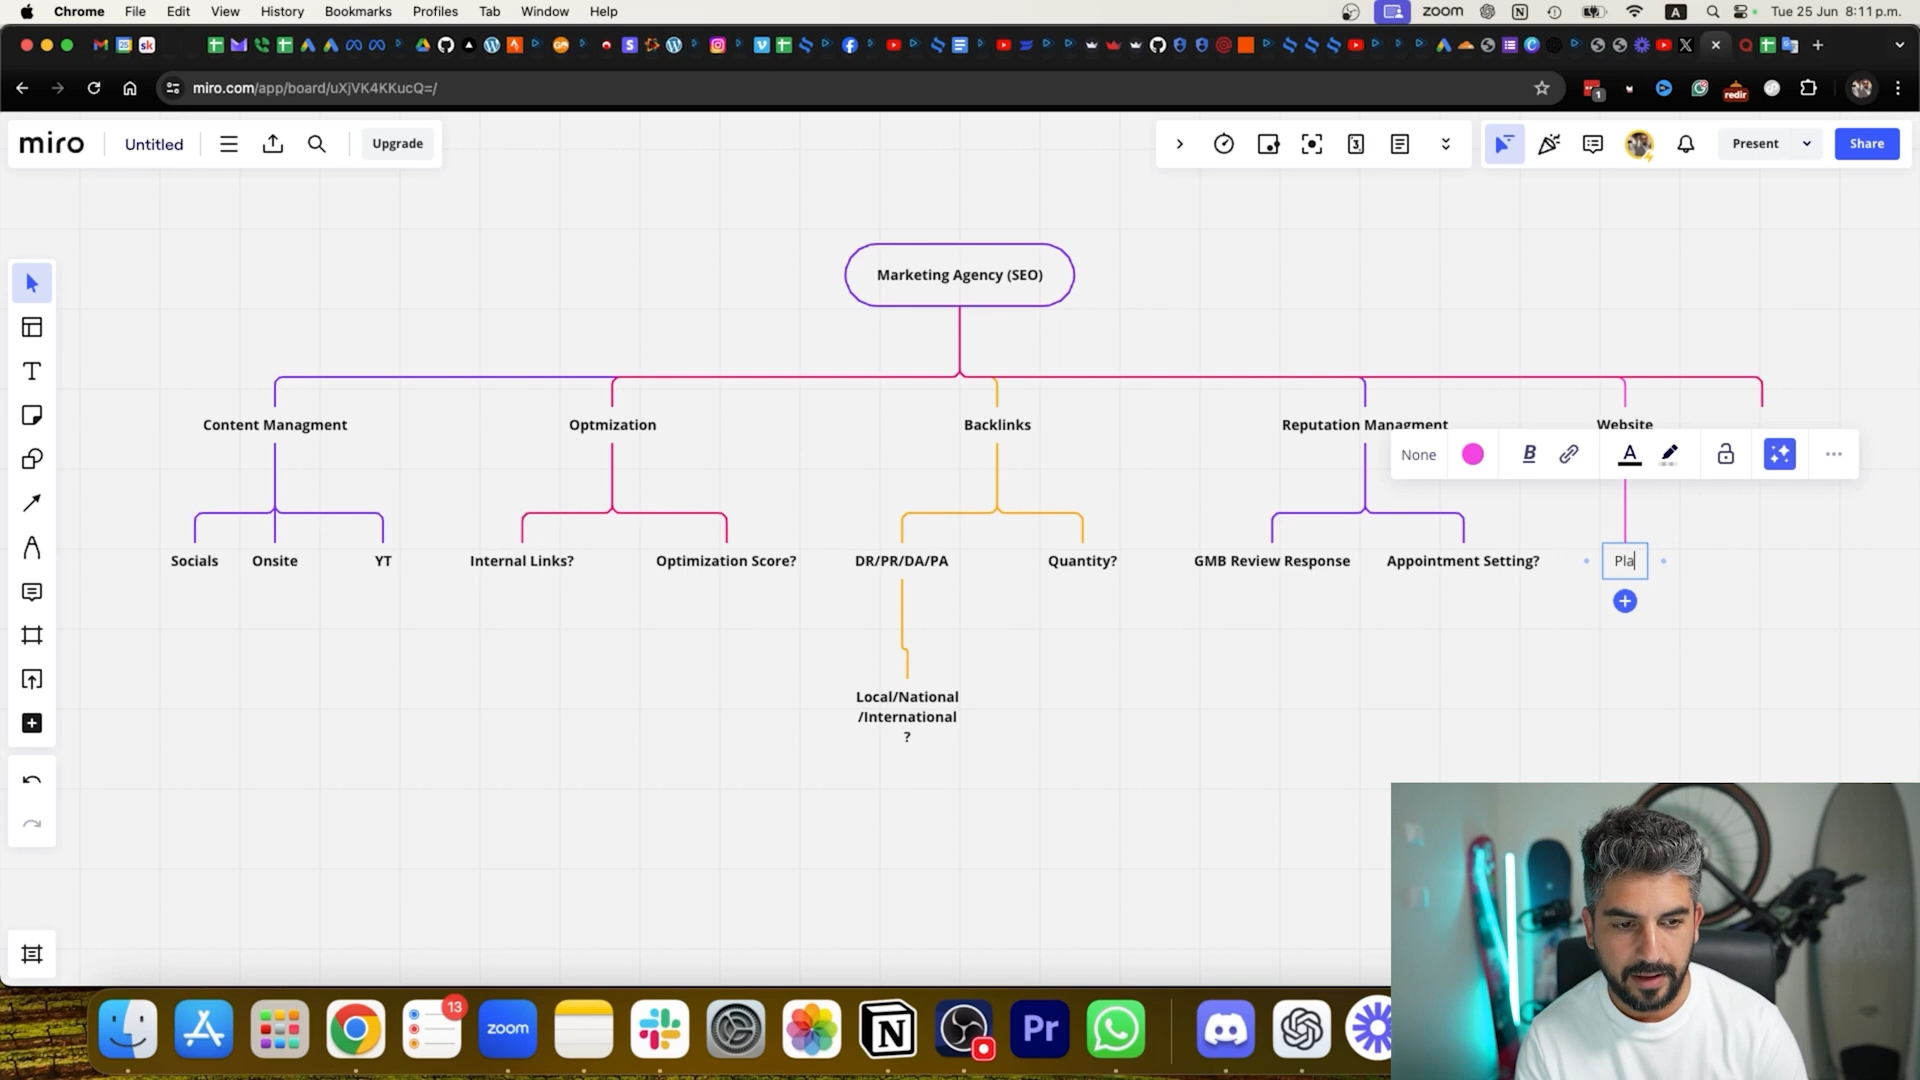 Chrome File Edit View History Bookmarks Profiles Tab Window Help
zoom A Tue 25 Jun 8:11 p.m.
miro.com/app/board/uXjVK4KKucQ=/
1 redir
miro Untitled Upgrade
3 Present Share
Marketing Agency (SEO)
Content Managment Optmization Backlinks Reputation Managment Website
None B A
Socials Onsite YT Internal Links? Optimization Score? DR/PR/DA/PA Quantity? GMB Review Response Appointment Setting? Pla
Local/National
/International
?
13
zoom
Pr